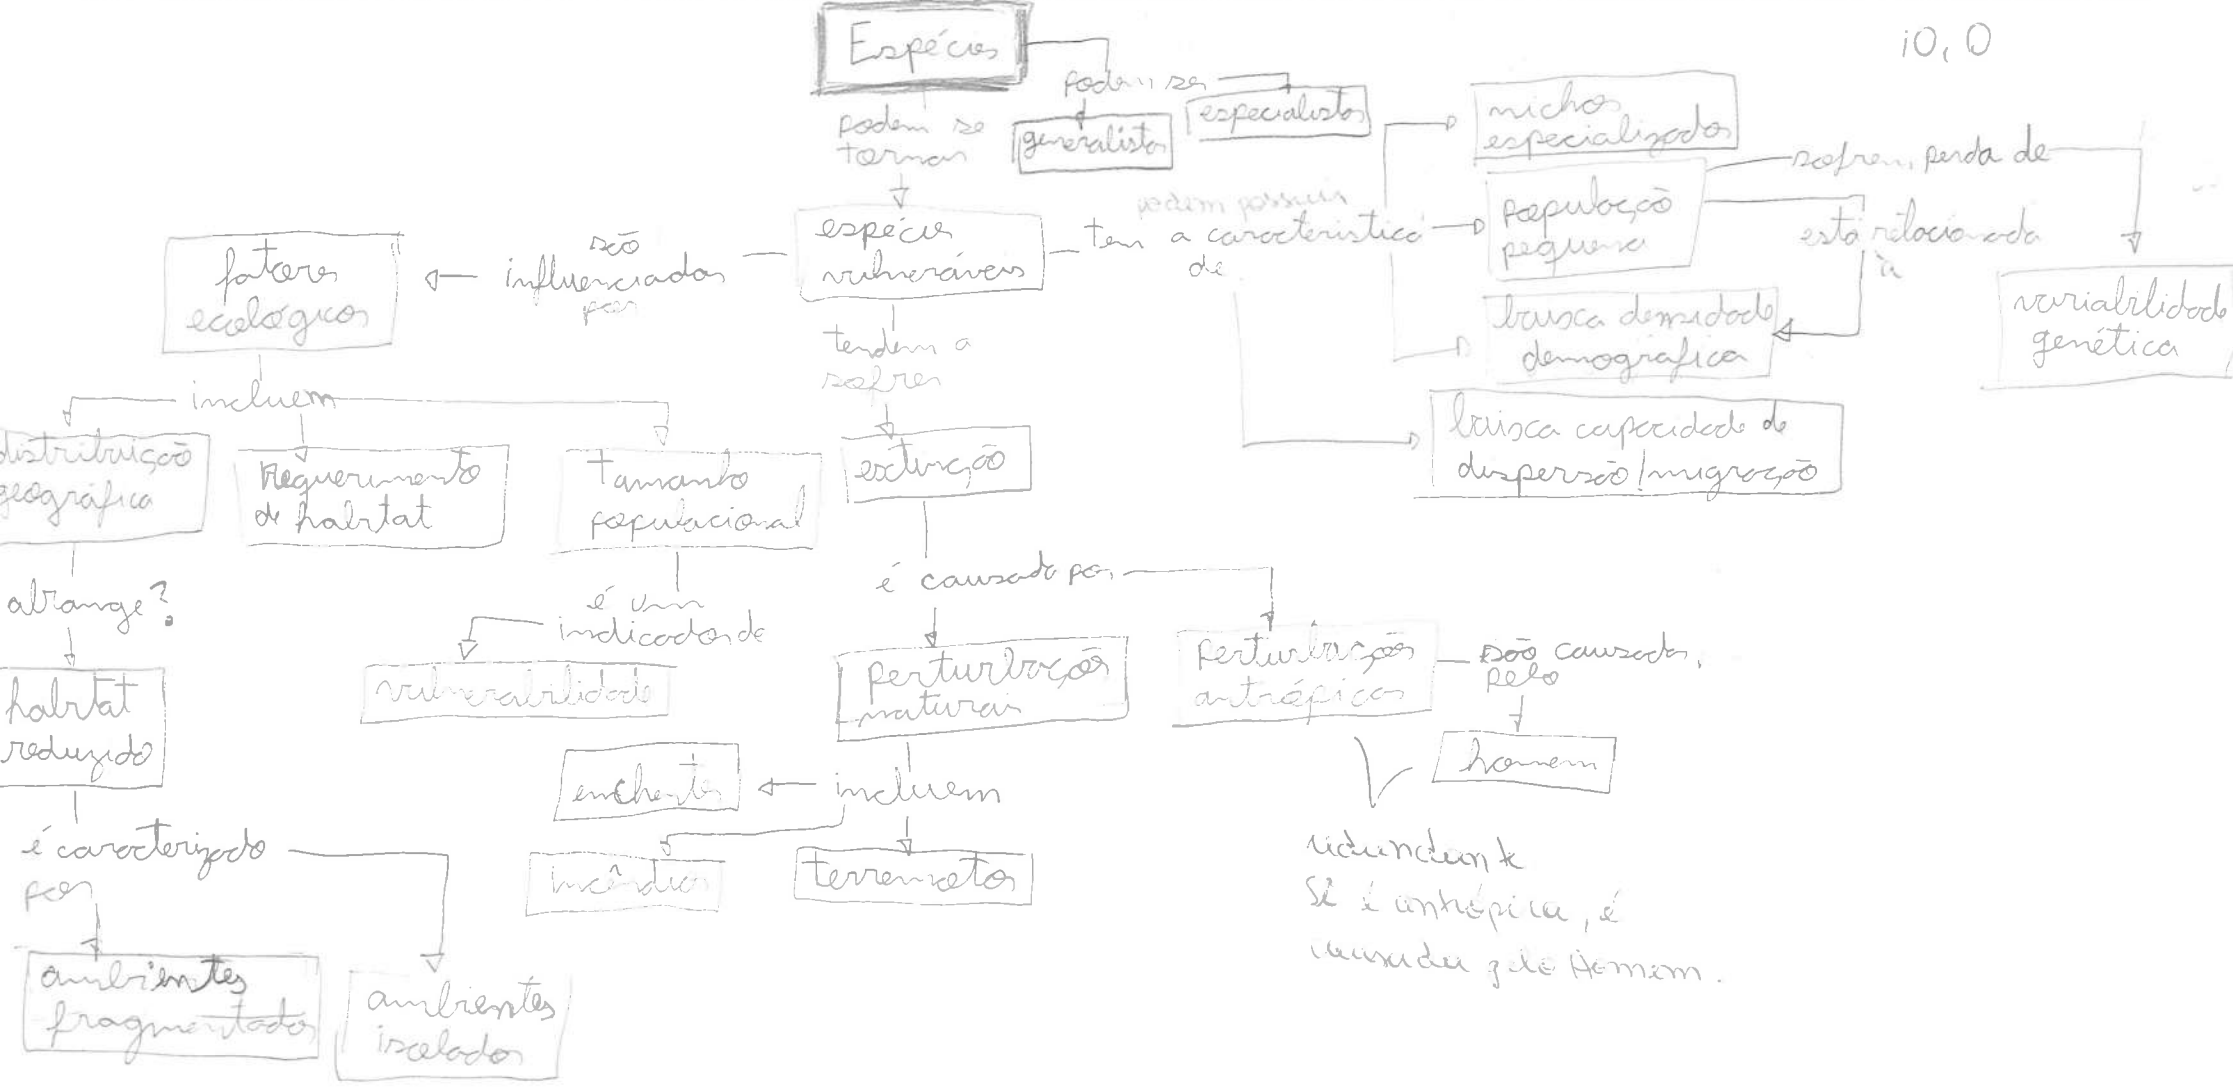 Espécies
10,0
podem ser
generalistas
especialistas
podem se
tornar
espécies
vulneráveis
são
influenciadas
por
fatores
ecológicos
incluem
distribuição
geográfica
Requerimento
de habitat
tamanho
populacional
abrange?
habitat
reduzido
é caracterizado
por
ambientes
fragmentados
ambientes
isolados
é um
indicador de
vulnerabilidade
tendem a
sofrer
extinção
é causada por
perturbações
naturais
incluem
enchentes
incêndios
terremotos
perturbações
antrópicas
são causadas
pelo
homem
redundante
Se é antrópica, é
causada pelo Homem.
podem possuir
tem a característica
de
nichos
especializados
população
pequena
baixa densidade
demográfica
baixa capacidade de
dispersão/migração
sofrem perda de
variabilidade
genética
está relacionada
à